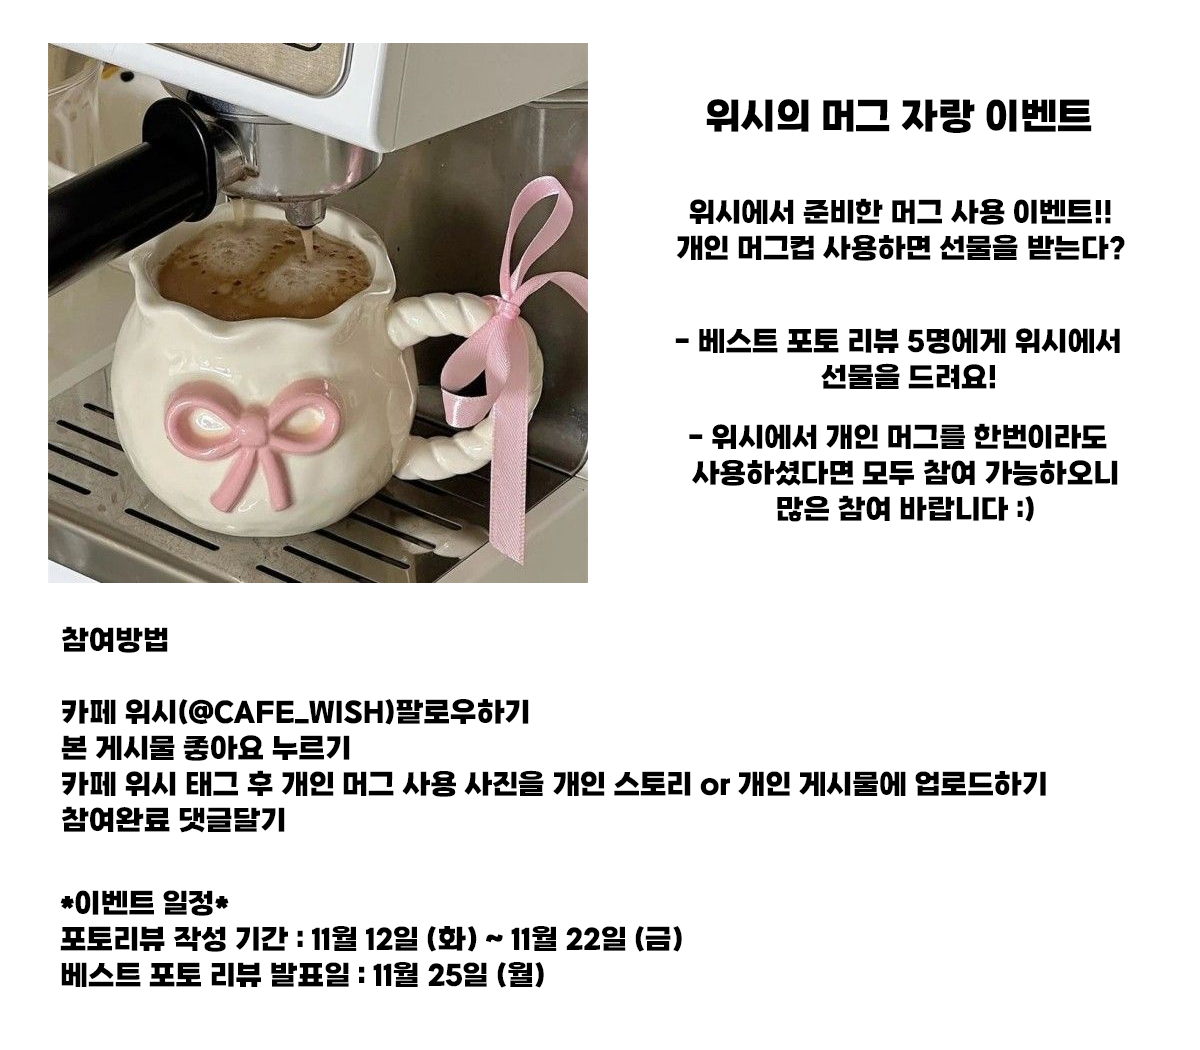 위시의 머그 자랑 이벤트
위시에서 준비한 머그 사용 이벤트!!
개인 머그컵 사용하면 선물을 받는다?
- 베스트 포토 리뷰 5명에게 위시에서
선물을 드려요!
- 위시에서 개인 머그를 한번이라도
사용하셨다면 모두 참여 가능하오니
많은 참여 바랍니다 :)
참여방법
카페 위시(@CAFE_WISH)팔로우하기
본 게시물 좋아요 누르기
카페 위시 태그 후 개인 머그 사용 사진을 개인 스토리 or 개인 게시물에 업로드하기
참여완료 댓글달기
*이벤트 일정*
포토리뷰 작성 기간 : 11월 12일 (화) ~ 11월 22일 (금)
베스트 포토 리뷰 발표일 : 11월 25일 (월)